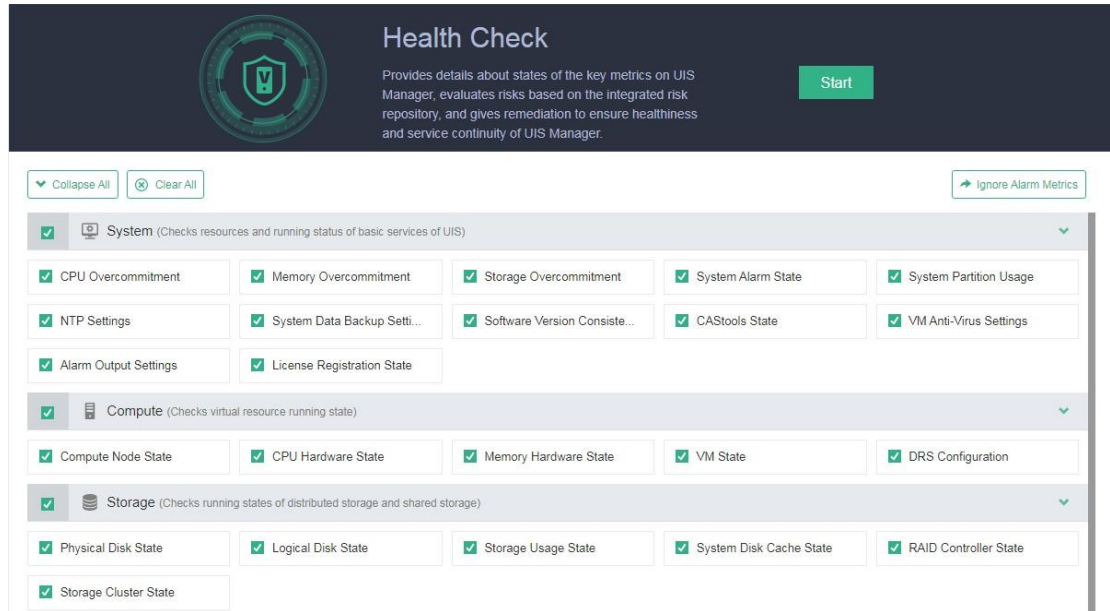 Health Check
Provides details about states of the key metrics on UIS
Manager, evaluates risks based on the integrated risk
repository, and gives remediation to ensure healthiness
and service continuity of UIS Manager.
Start
Collapse All
Clear All
Ignore Alarm Metrics
System (Checks resources and running status of basic services of UIS)
CPU Overcommitment
Memory Overcommitment
Storage Overcommitment
System Alarm State
System Partition Usage
NTP Settings
System Data Backup Setti...
Software Version Consiste...
CAStools State
VM Anti-Virus Settings
Alarm Output Settings
License Registration State
Compute (Checks virtual resource running state)
Compute Node State
CPU Hardware State
Memory Hardware State
VM State
DRS Configuration
Storage (Checks running states of distributed storage and shared storage)
Physical Disk State
Logical Disk State
Storage Usage State
System Disk Cache State
RAID Controller State
Storage Cluster State